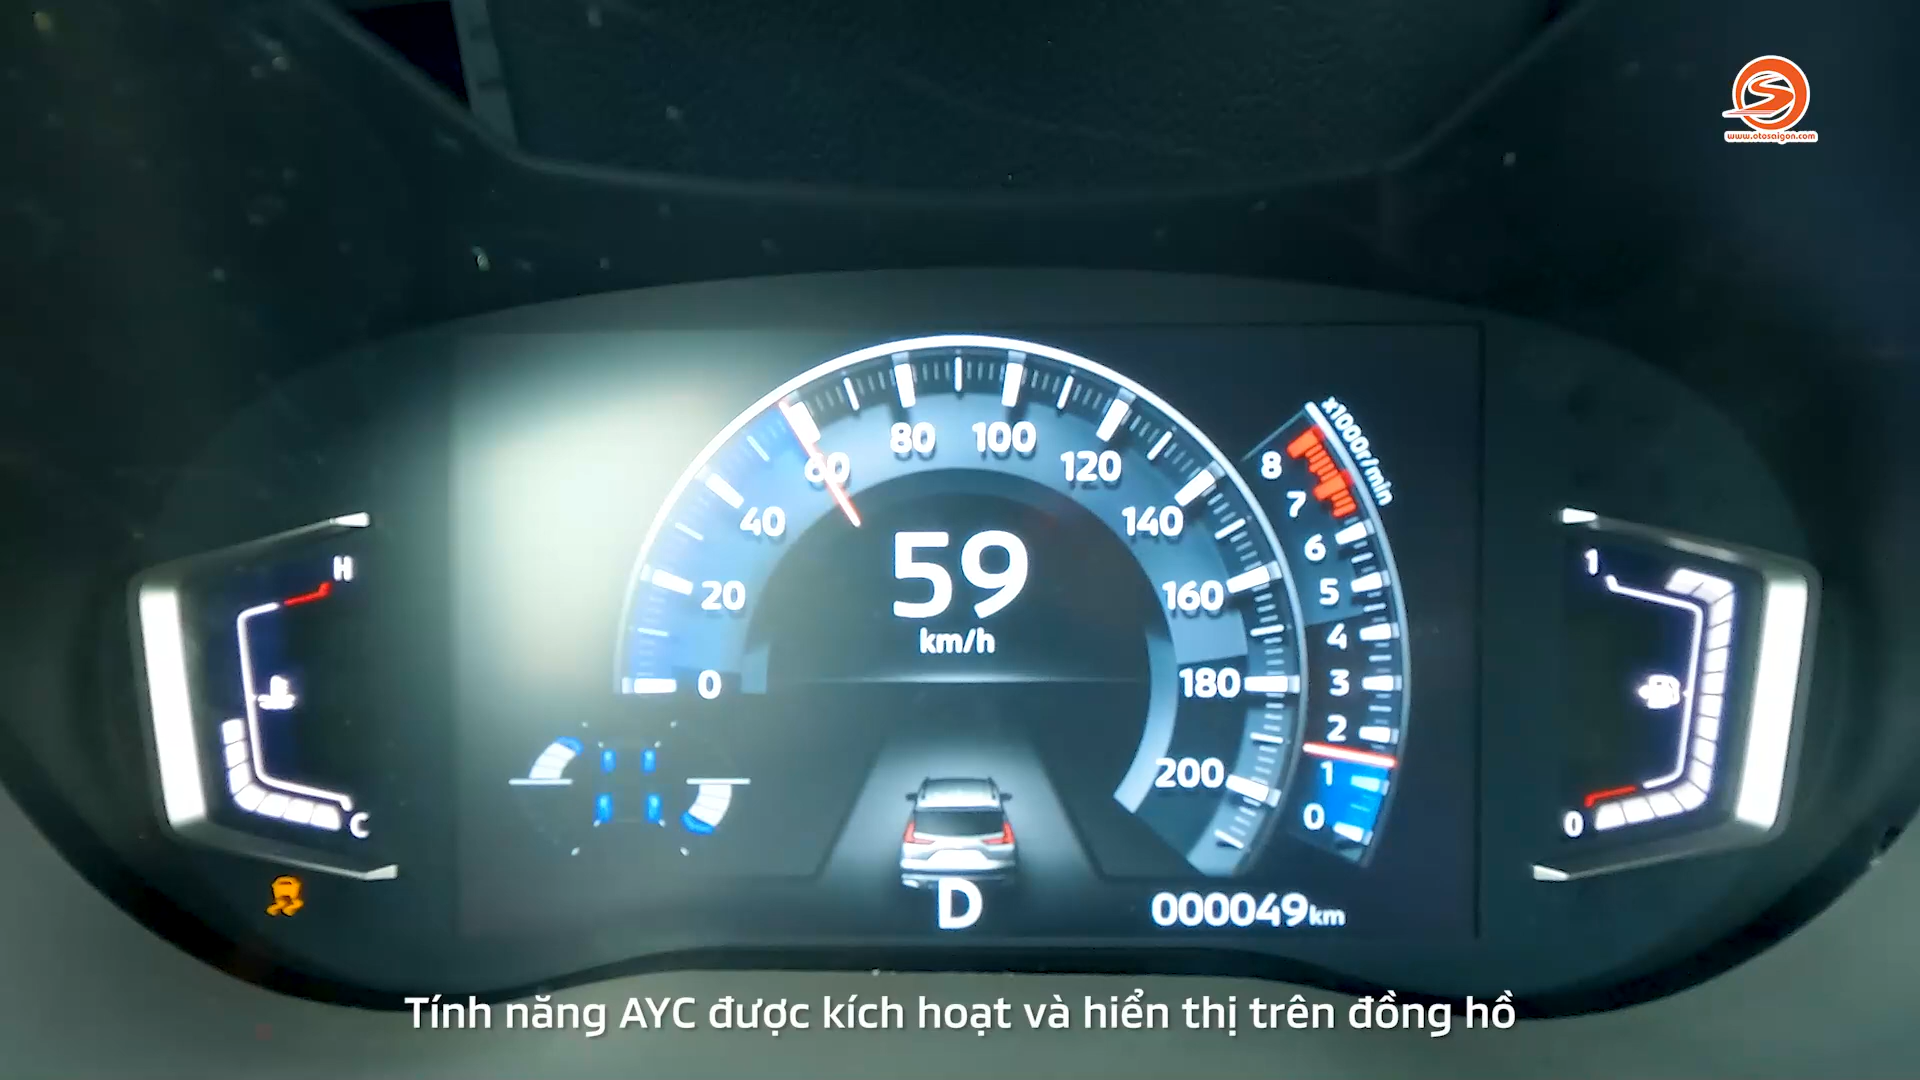 www.otosaigon.com
x1000r/min
80 100
60 120
40 140
20 160
0 180
200
8
7
6
5
4
3
2
1
0
59
km/h
H
C
1
0
D
000049km
Tính năng AYC được kích hoạt và hiển thị trên đồng hồ